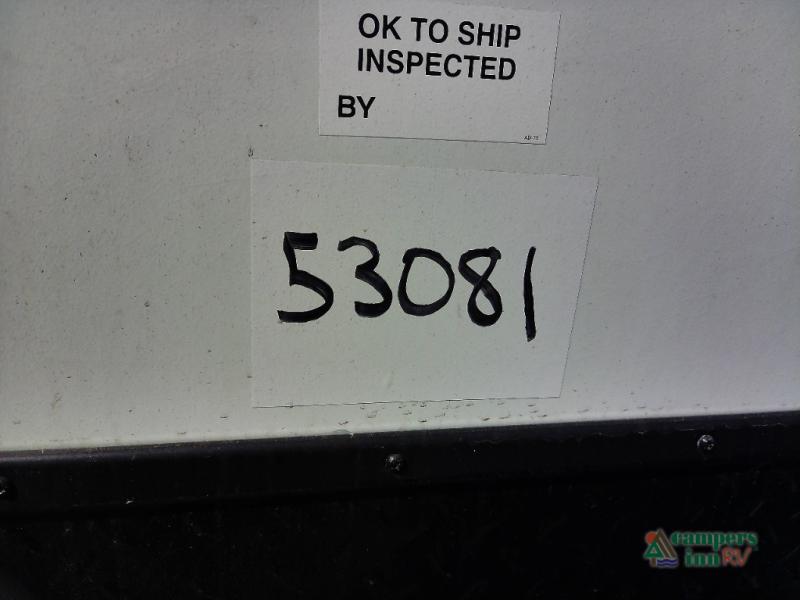 OK TO SHIP
INSPECTED
BY
53081
campers
inn RV